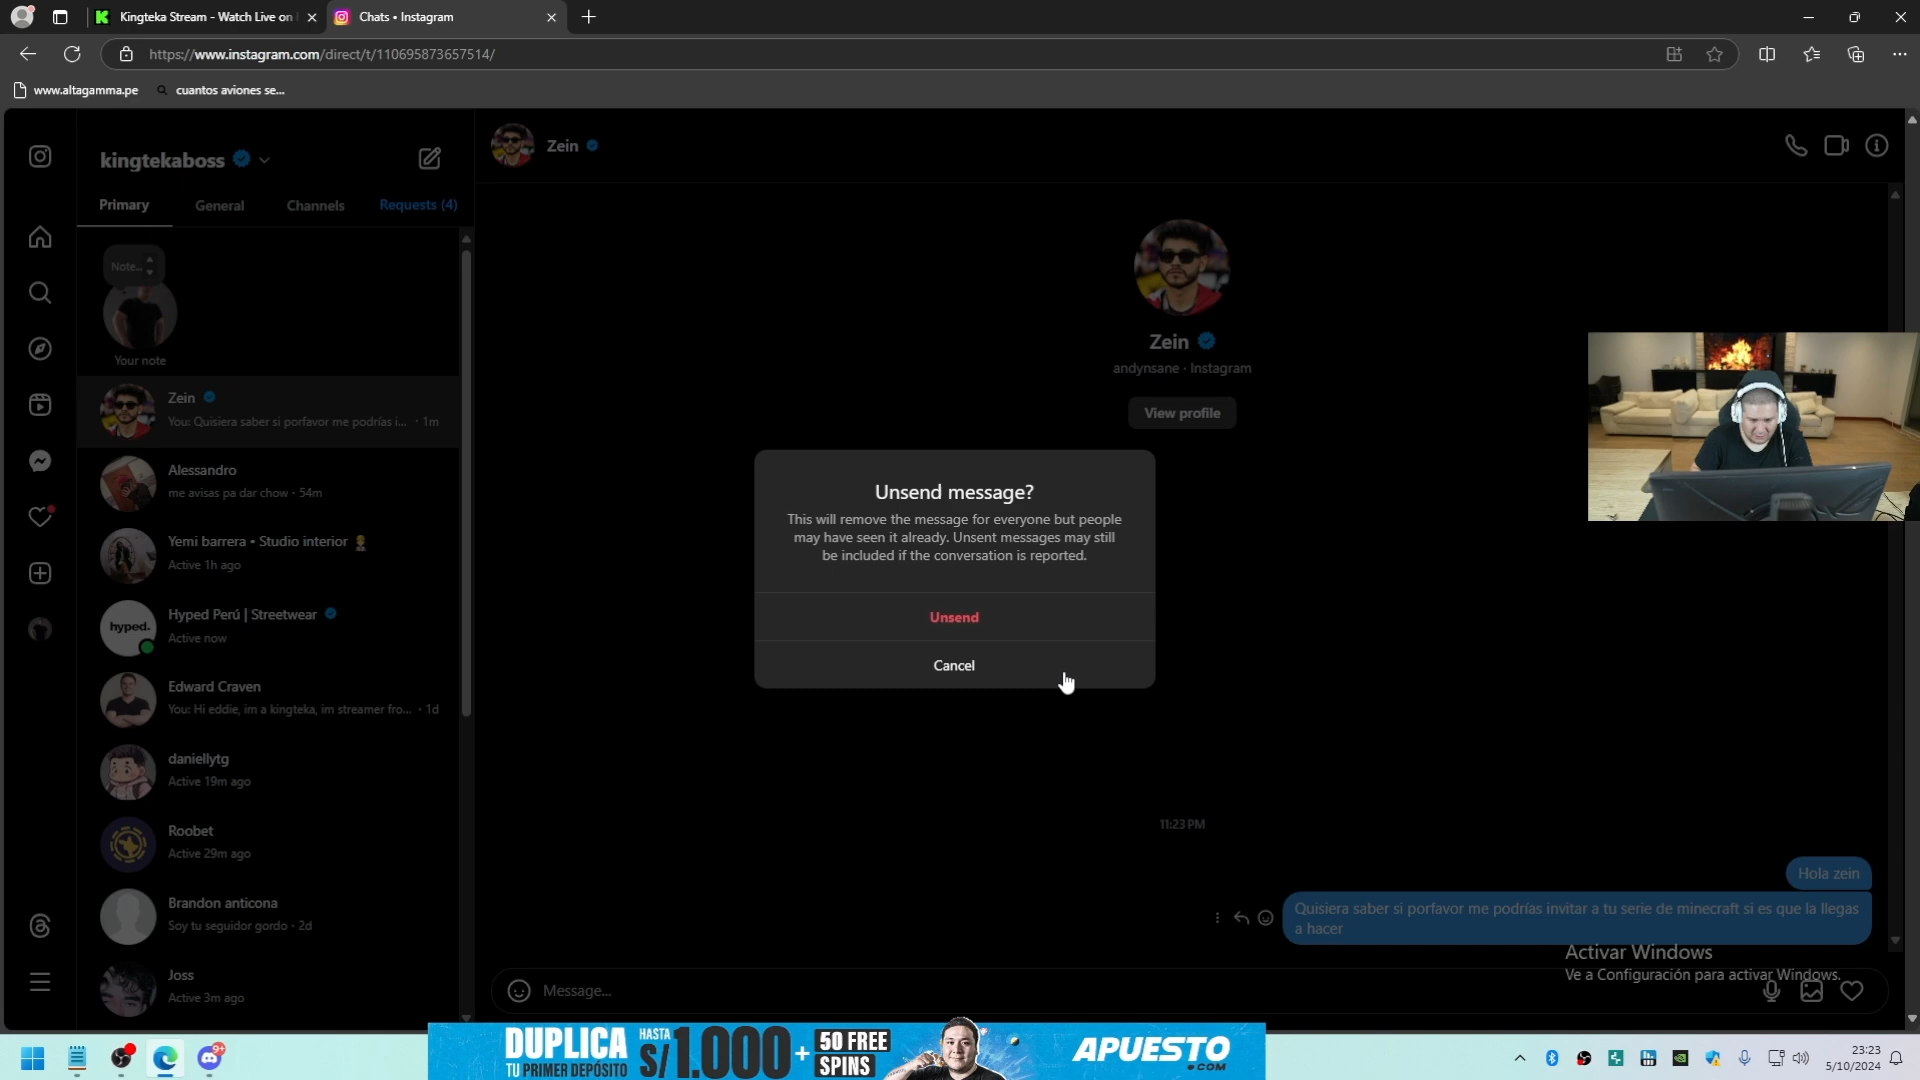 Kingteka Stream - Watch Live on
Chats • Instagram
https://www.instagram.com/direct/t/110695873657514/
www.altagamma.pe
cuantos aviones se...
kingtekaboss
Primary
General
Channels
Requests (4)
Note...
Your note
Zein
You: Quisiera saber si porfavor me podrías i... · 1m
Alessandro
me avisas pa dar chow · 54m
Yemi barrera • Studio interior
Active 1h ago
hyped.
Hyped Perú | Streetwear
Active now
Edward Craven
You: Hi eddie, im a kingteka, im streamer fro... · 1d
daniellytg
Active 19m ago
Roobet
Active 29m ago
Brandon anticona
Soy tu seguidor gordo · 2d
Joss
Active 3m ago
Zein
Zein
andynsane · Instagram
View profile
Unsend message?
This will remove the message for everyone but people
may have seen it already. Unsent messages may still
be included if the conversation is reported.
Unsend
Cancel
11:23 PM
Hola zein
Quisiera saber si porfavor me podrías invitar a tu serie de minecraft si es que la llegas
a hacer
Activar Windows
Ve a Configuración para activar Windows.
Message...
DUPLICA
TU PRIMER DEPÓSITO
HASTA
S/1.000 +
50 FREE
SPINS
APUESTO
.COM
9+
23:23
5/10/2024